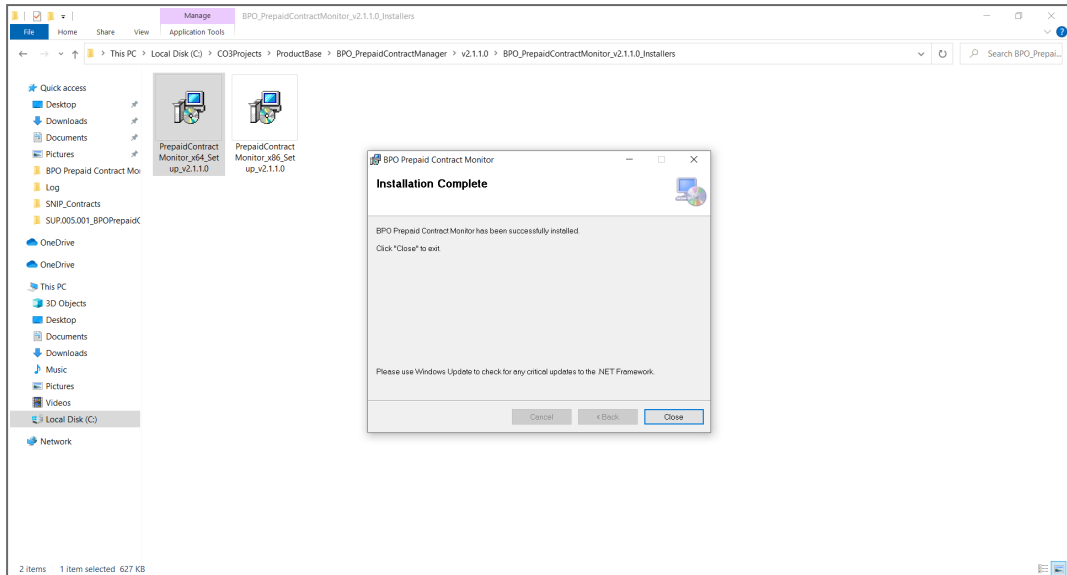 Manage
BPO_PrepaidContractMonitor_v2.1.1.0_Installers
File
Home
Share
View
Application Tools
This PC > Local Disk (C:) > CO3Projects > ProductBase > BPO_PrepaidContractManager > v2.1.1.0 > BPO_PrepaidContractMonitor_v2.1.1.0_Installers
Search BPO_Prepai...
Quick access
Desktop
Downloads
Documents
Pictures
BPO Prepaid Contract Mo
Log
SNIP_Contracts
SUP.005.001_BPOPrepaidC
OneDrive
OneDrive
This PC
3D Objects
Desktop
Documents
Downloads
Music
Pictures
Videos
Local Disk (C:)
Network
PrepaidContract
Monitor_x64_Set
up_v2.1.1.0
PrepaidContract
Monitor_x86_Set
up_v2.1.1.0
BPO Prepaid Contract Monitor
Installation Complete
BPO Prepaid Contract Monitor has been successfully installed.
Click "Close" to exit.
Please use Windows Update to check for any critical updates to the .NET Framework.
Cancel
< Back
Close
2 items
1 item selected 627 KB